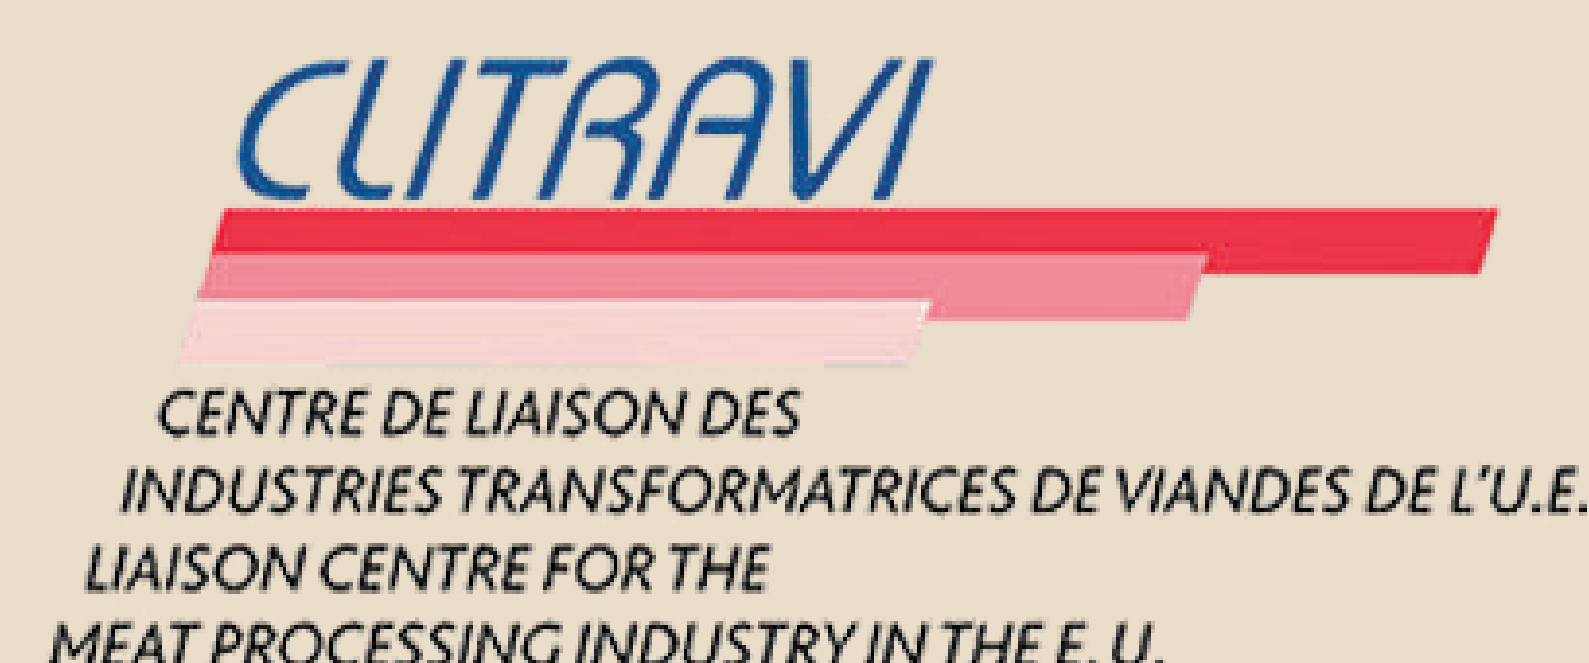 CLITRAVI
CENTRE DE LIAISON DES
INDUSTRIES TRANSFORMATRICES DE VIANDES DE L'U.E.
LIAISON CENTRE FOR THE
MEAT PROCESSING INDUSTRY IN THE E.U.